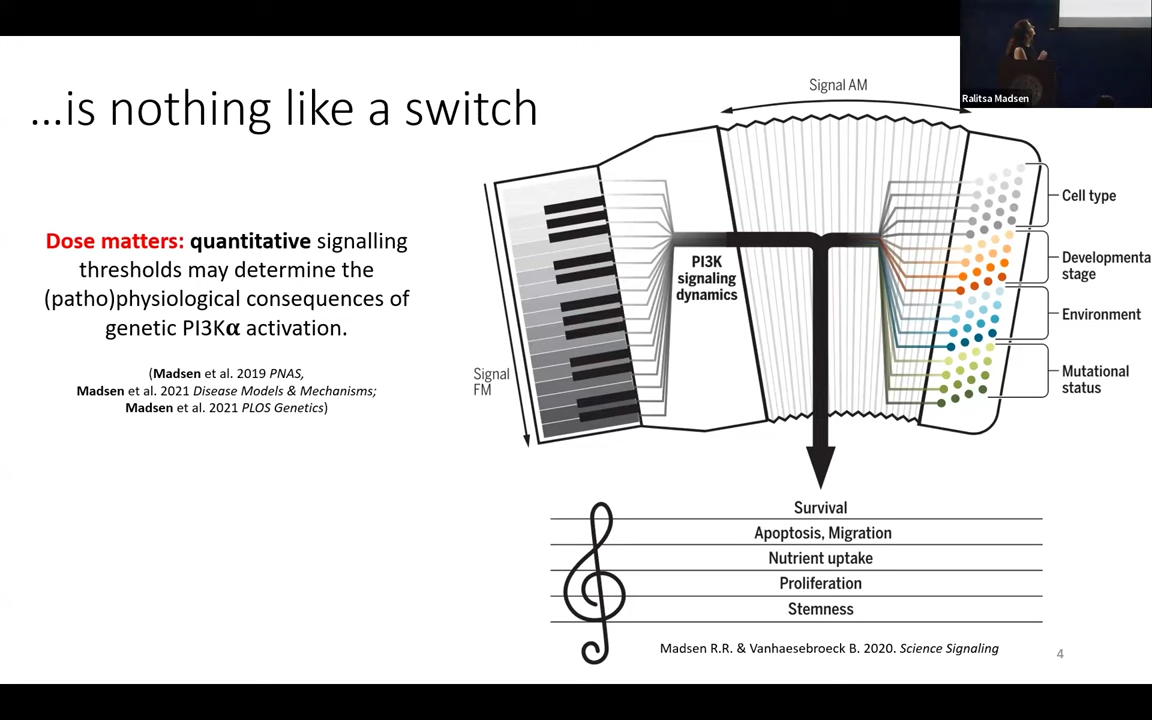 ...is nothing like a switch
Dose matters: quantitative signalling
thresholds may determine the
(patho)physiological consequences of
genetic PI3Kα activation.
(Madsen et al. 2019 PNAS,
Madsen et al. 2021 Disease Models & Mechanisms;
Madsen et al. 2021 PLOS Genetics)
Signal AM
Ralitsa Madsen
Signal
FM
PI3K
signaling
dynamics
Cell type
Developmenta
stage
Environment
Mutational
status
Survival
Apoptosis, Migration
Nutrient uptake
Proliferation
Stemness
Madsen R.R. & Vanhaesebroeck B. 2020. Science Signaling
4